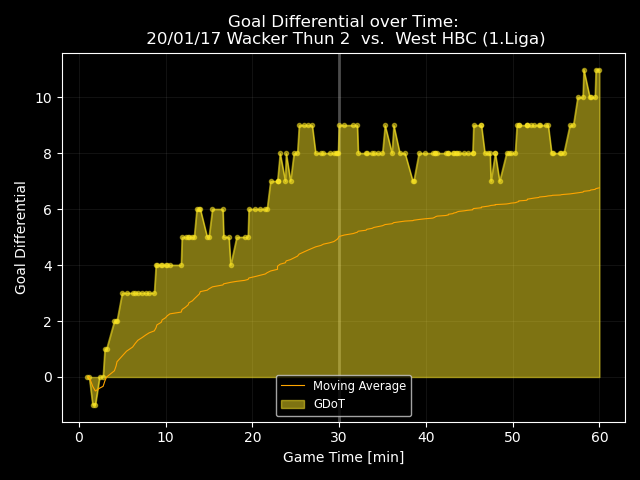 Goal Differential over Time:
20/01/17 Wacker Thun 2 vs. West HBC (1.Liga)
Goal Differential
10
8
6
4
2
0
Moving Average
GDoT
0 10 20 30 40 50 60
Game Time [min]